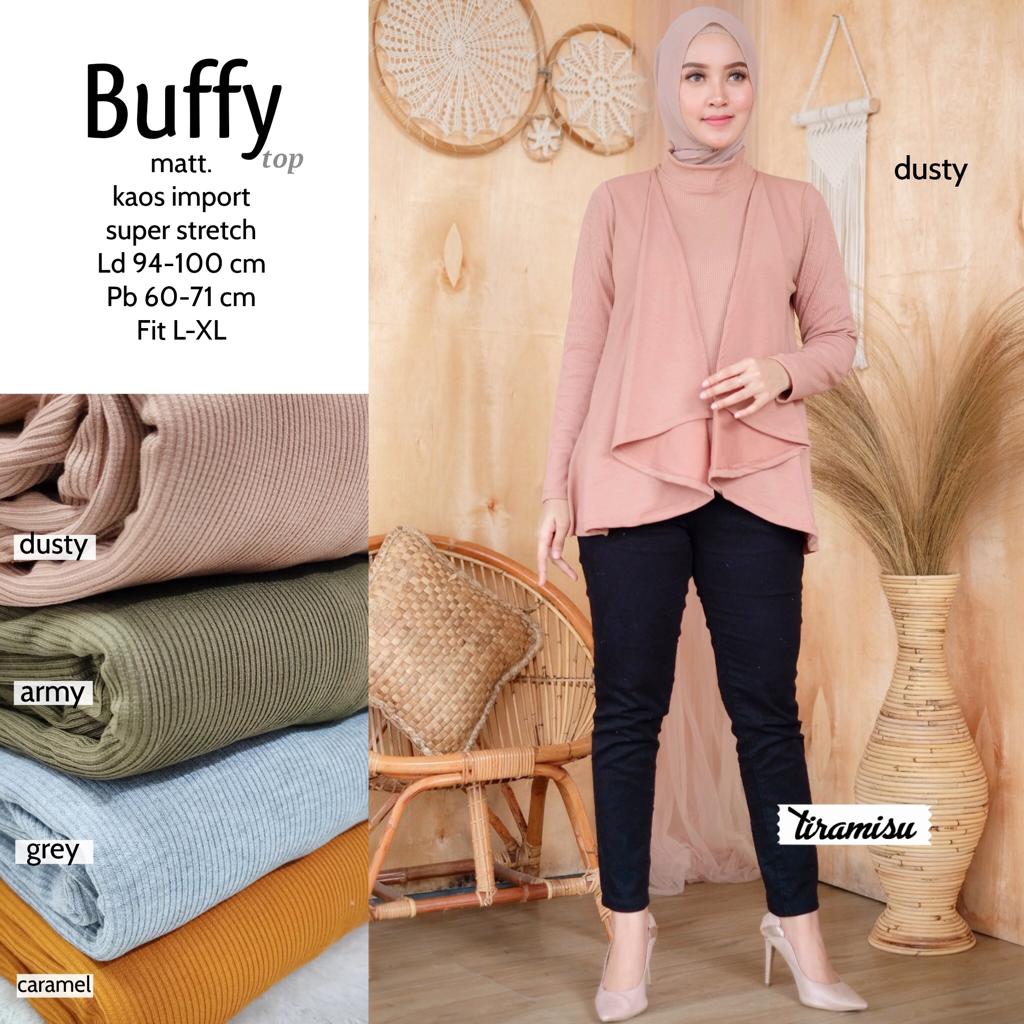 Buffy
top
matt.
kaos import
super stretch
Ld 94-100 cm
Pb 60-71 cm
Fit L-XL
dusty
army
grey
caramel
dusty
tiramisu